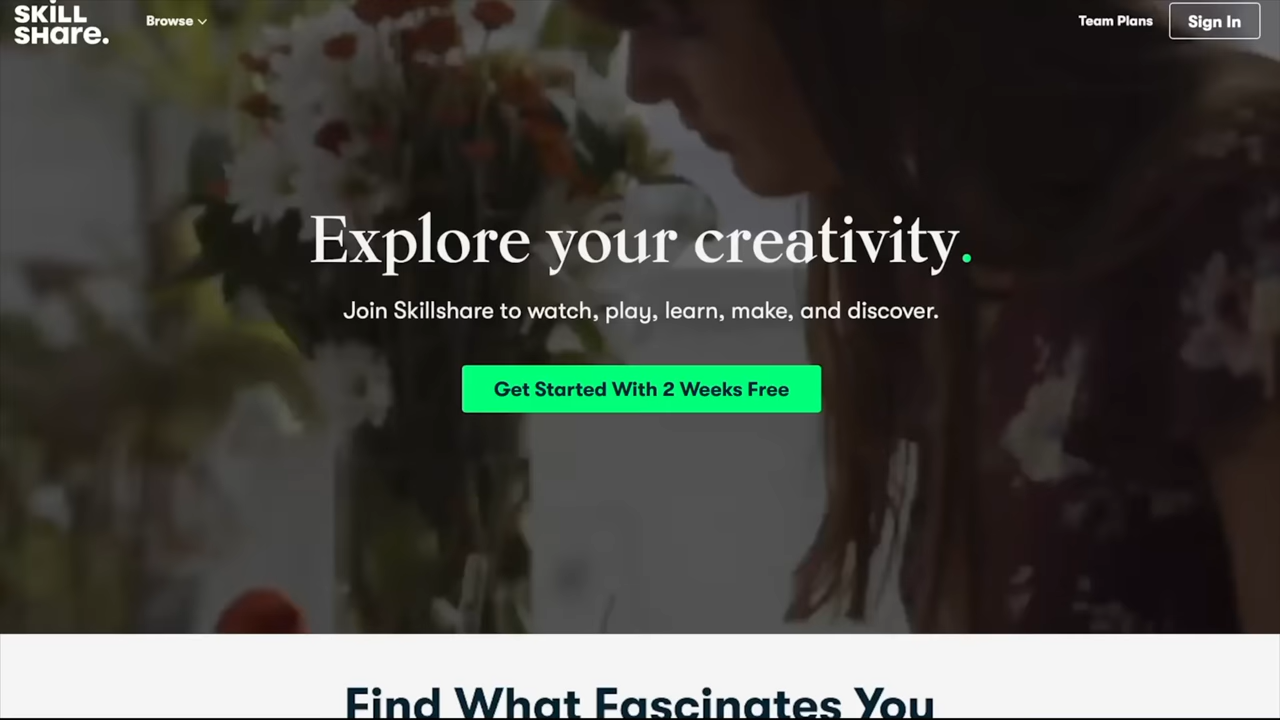 SKiLL
SHare.
Browse
Team Plans
Sign In
Explore your creativity.
Join Skillshare to watch, play, learn, make, and discover.
Get Started With 2 Weeks Free
Find What Fascinates You